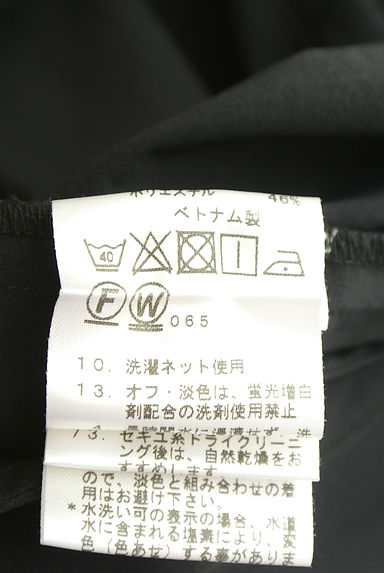 ポリエステル 46%
ベトナム製
40
F W 065
10. 洗濯ネット使用
13. オフ・淡色は、蛍光増白
剤配合の洗剤使用禁止
73. セキユ系ドライクリーニ
ング後は、自然乾燥をお
すすめします。
ので、淡色と組み合わせの着
用はお避け下さい。
*水洗い可の表示の場合、水道
水に含まれる塩素により、変
色(色あせ)する事がありま